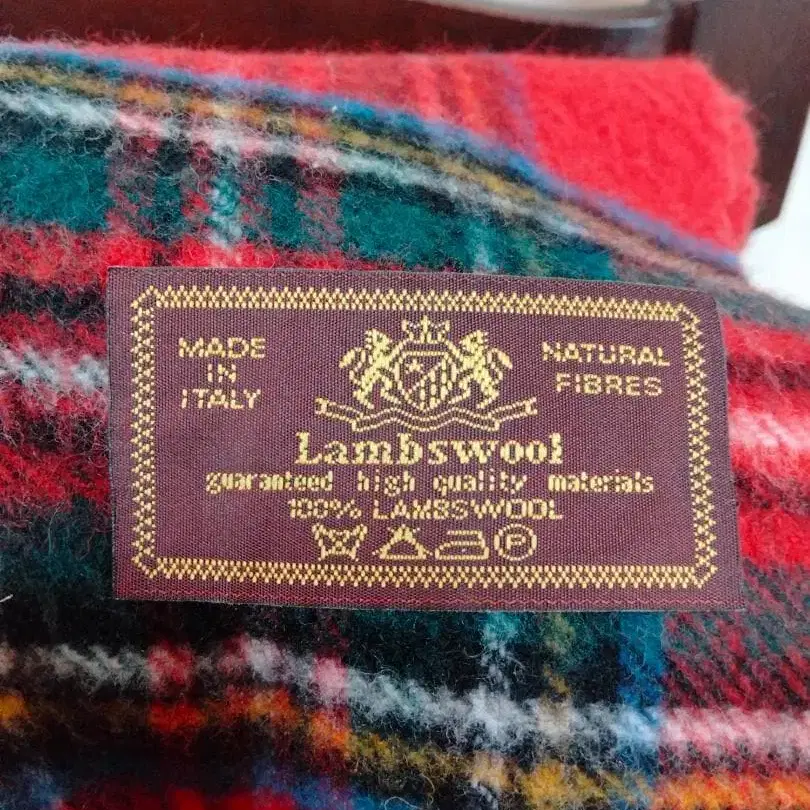 MADE
IN
ITALY
NATURAL
FIBRES
Lambswool
guaranteed high quality materials
100% LAMBSWOOL
P